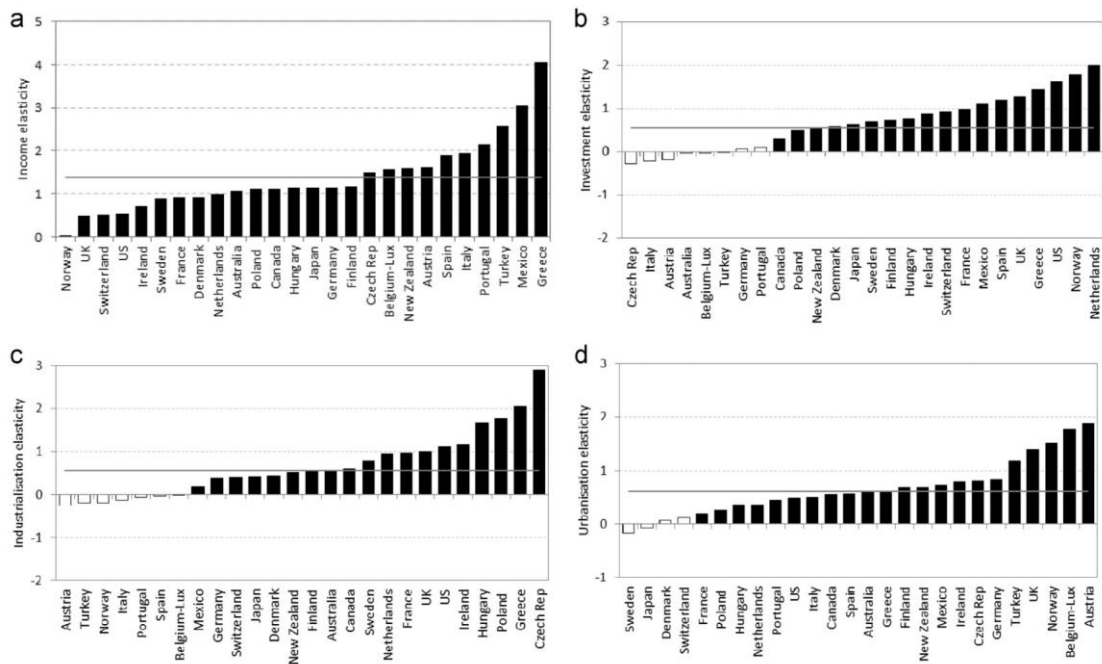 a
5
4
3
2
1
0
Income elasticity
Norway
UK
Switzerland
US
Ireland
Sweden
France
Denmark
Netherlands
Australia
Poland
Canada
Hungary
Japan
Germany
Finland
Czech Rep
Belgium-Lux
New Zealand
Austria
Spain
Italy
Portugal
Turkey
Mexico
Greece
b
3
2
1
0
-1
-2
Investment elasticity
Czech Rep
Italy
Austria
Australia
Belgium-Lux
Turkey
Germany
Portugal
Canada
Poland
New Zealand
Denmark
Japan
Sweden
Finland
Hungary
Ireland
Switzerland
France
Mexico
Spain
UK
Greece
US
Norway
Netherlands
c
3
2
1
0
-1
-2
Industrialisation elasticity
Austria
Turkey
Norway
Italy
Portugal
Spain
Belgium-Lux
Mexico
Germany
Switzerland
Japan
Denmark
New Zealand
Finland
Australia
Canada
Sweden
Netherlands
France
UK
US
Ireland
Hungary
Poland
Greece
Czech Rep
d
3
2
1
0
-1
Urbanisation elasticity
Sweden
Japan
Denmark
Switzerland
France
Poland
Hungary
Netherlands
Portugal
US
Italy
Canada
Spain
Australia
Greece
Finland
New Zealand
Mexico
Ireland
Czech Rep
Germany
Turkey
UK
Norway
Belgium-Lux
Austria